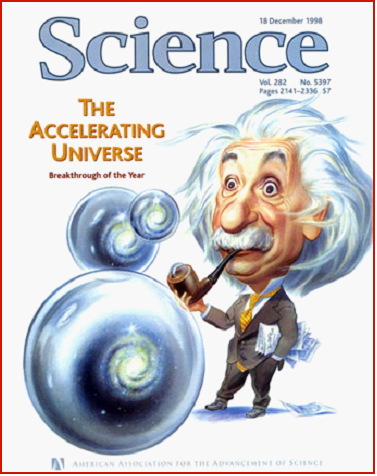 18 December 1998
Science
Vol. 282 No. 5397
Pages 2141–2336 $7
THE
ACCELERATING
UNIVERSE
Breakthrough of the Year
AMERICAN ASSOCIATION FOR THE ADVANCEMENT OF SCIENCE